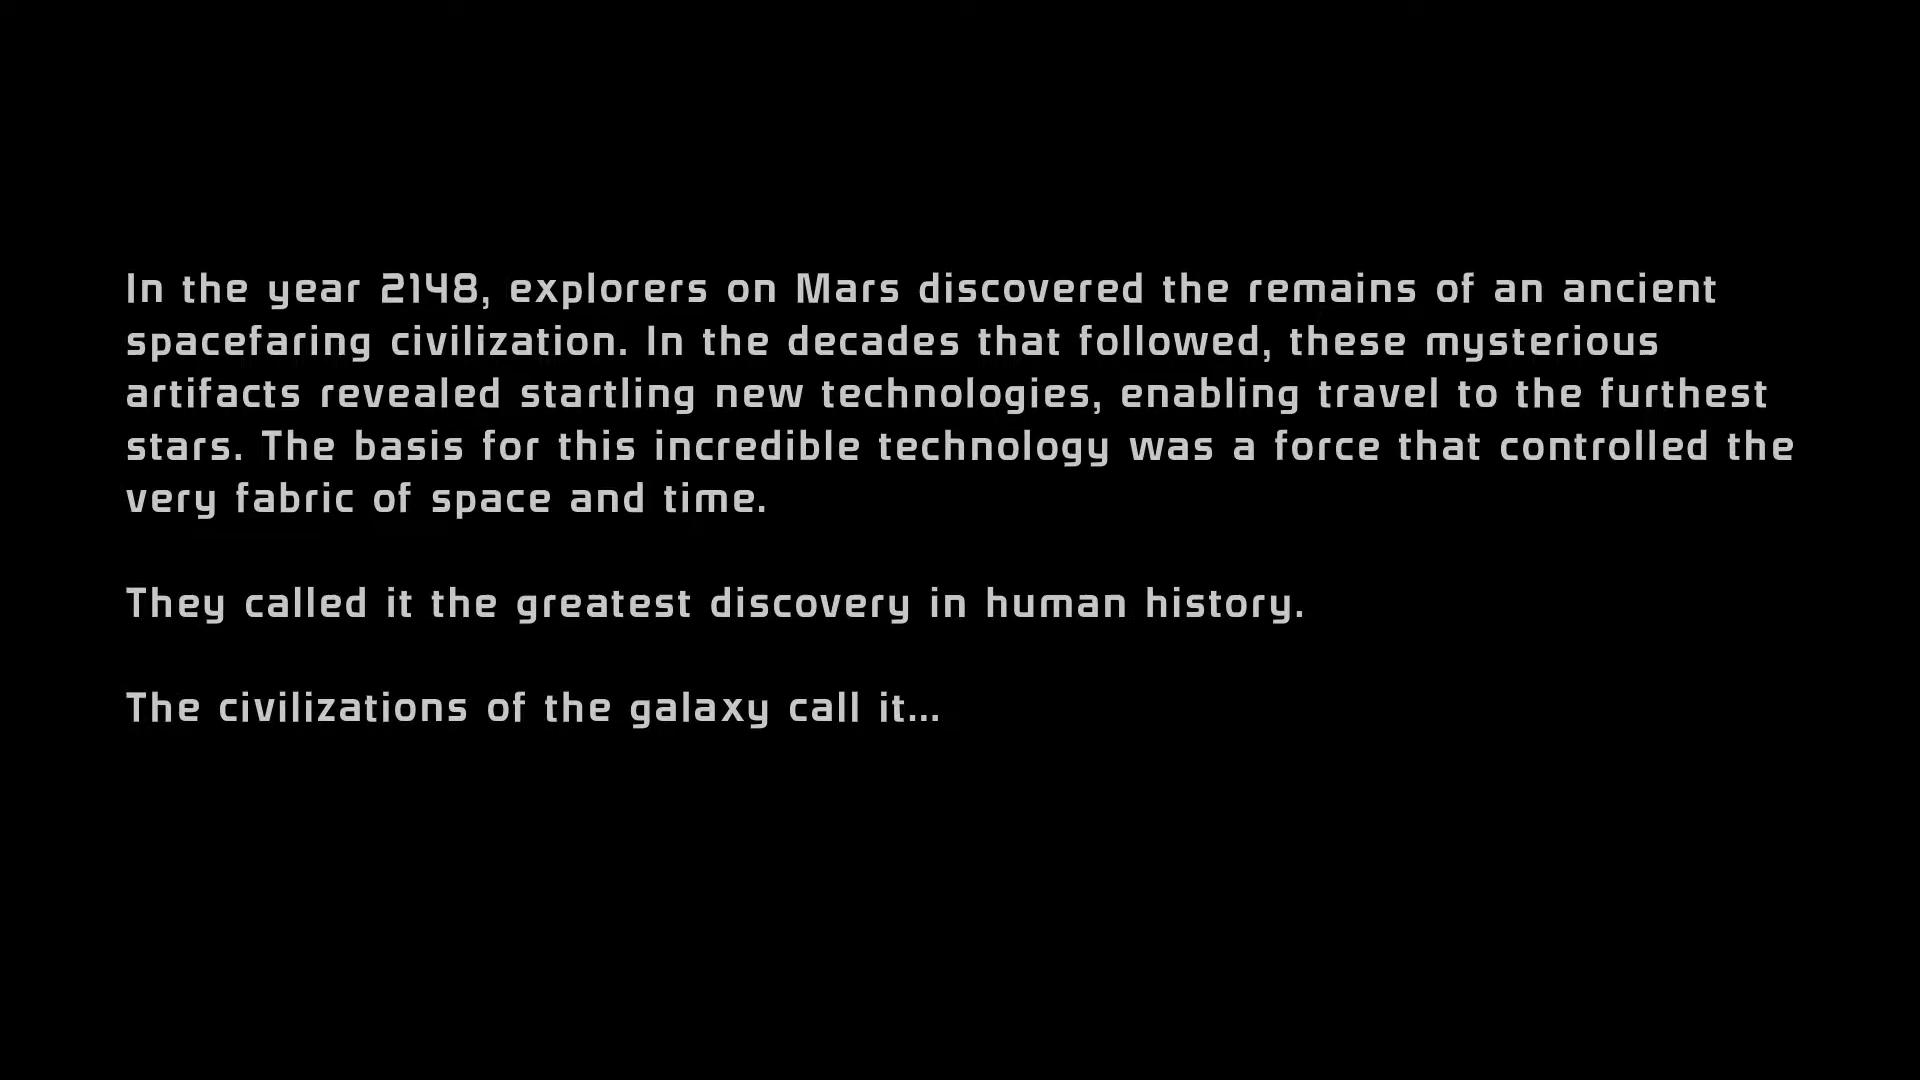 In the year 2148, explorers on Mars discovered the remains of an ancient
spacefaring civilization. In the decades that followed, these mysterious
artifacts revealed startling new technologies, enabling travel to the furthest
stars. The basis for this incredible technology was a force that controlled the
very fabric of space and time.
They called it the greatest discovery in human history.
The civilizations of the galaxy call it...